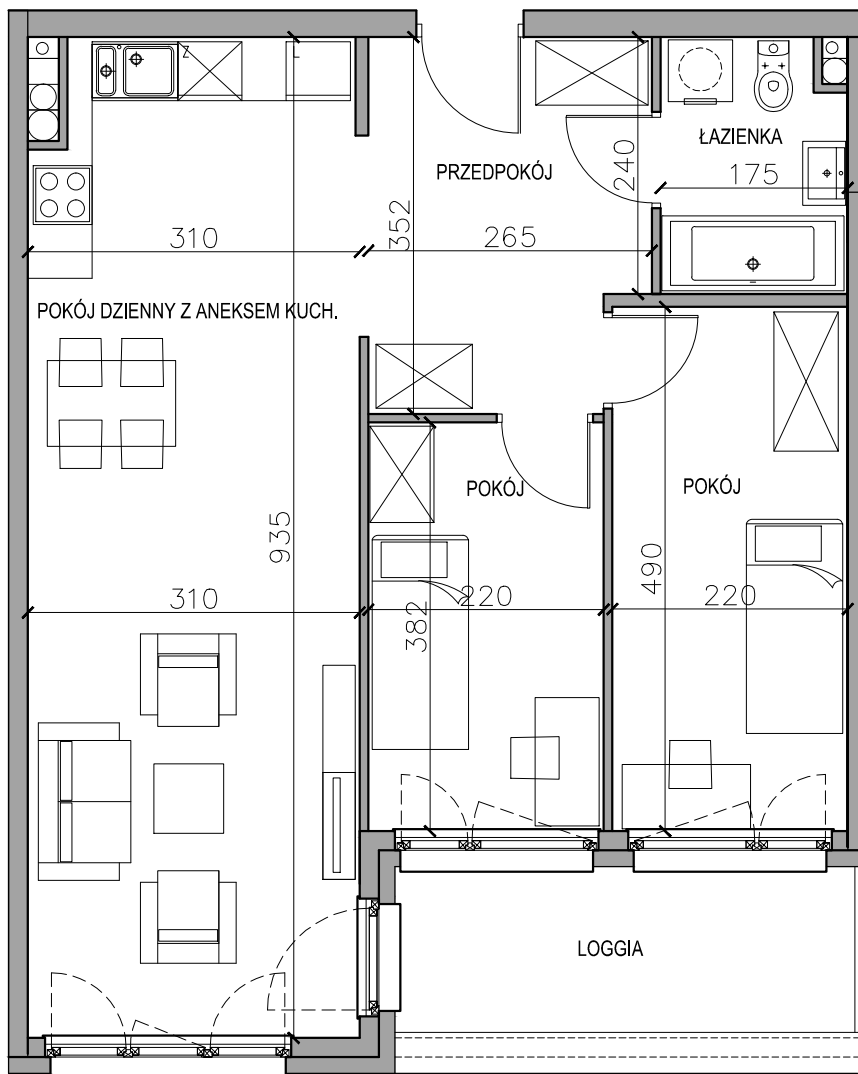 Z
ŁAZIENKA
PRZEDPOKÓJ
240
175
352
310
265
POKÓJ DZIENNY Z ANEKSEM KUCH.
POKÓJ
POKÓJ
935
490
310
382
220
220
LOGGIA